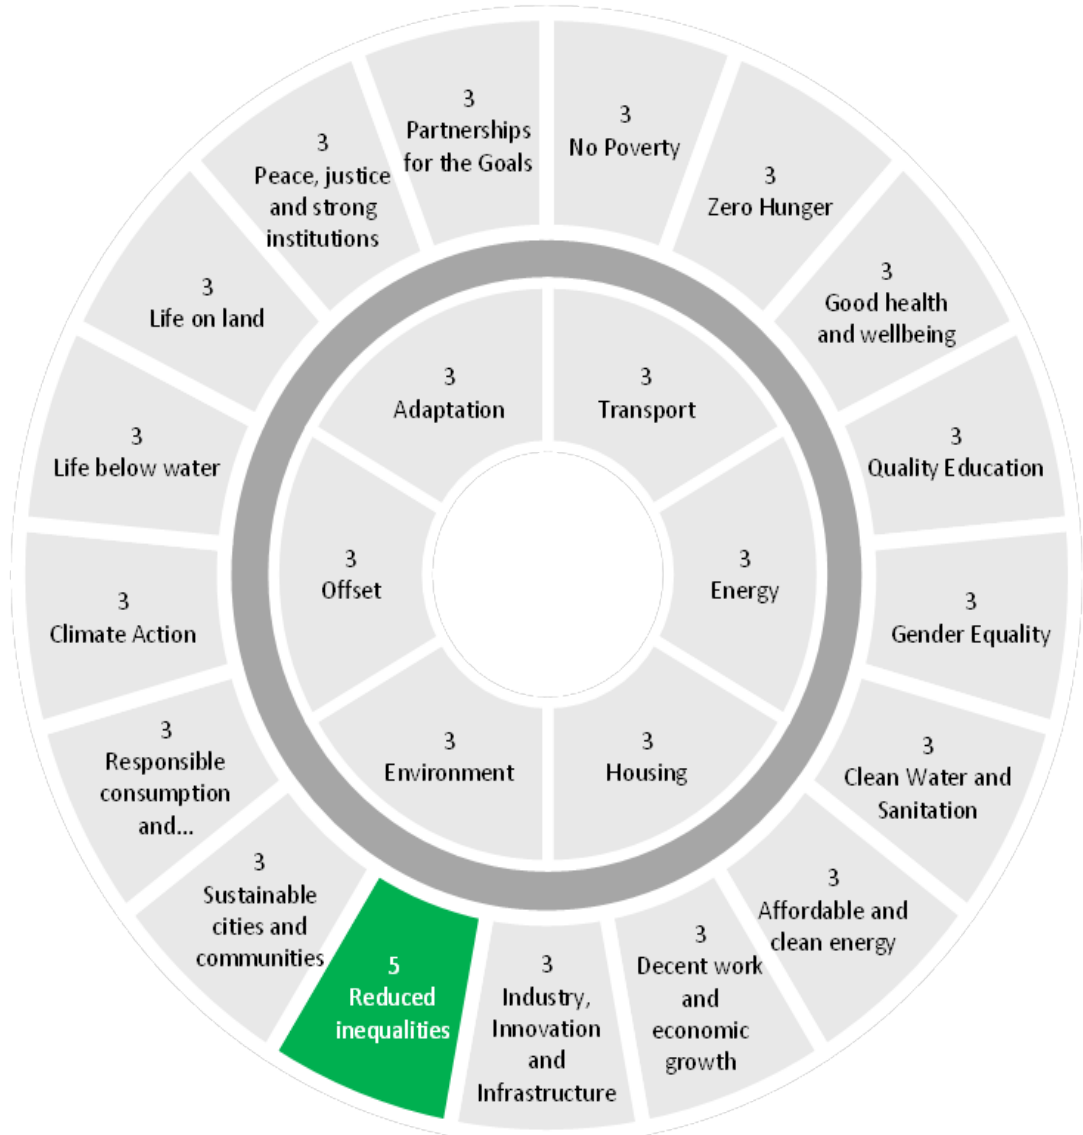 3
No Poverty
3
Zero Hunger
3
Good health
and wellbeing
3
Quality Education
3
Gender Equality
3
Clean Water and
Sanitation
3
Affordable and
clean energy
3
Decent work
and
economic
growth
3
Industry,
Innovation
and
Infrastructure
5
Reduced
inequalities
3
Sustainable
cities and
communities
3
Responsible
consumption
and...
3
Climate Action
3
Life below water
3
Life on land
3
Peace, justice
and strong
institutions
3
Partnerships
for the Goals
3
Transport
3
Energy
3
Housing
3
Environment
3
Offset
3
Adaptation